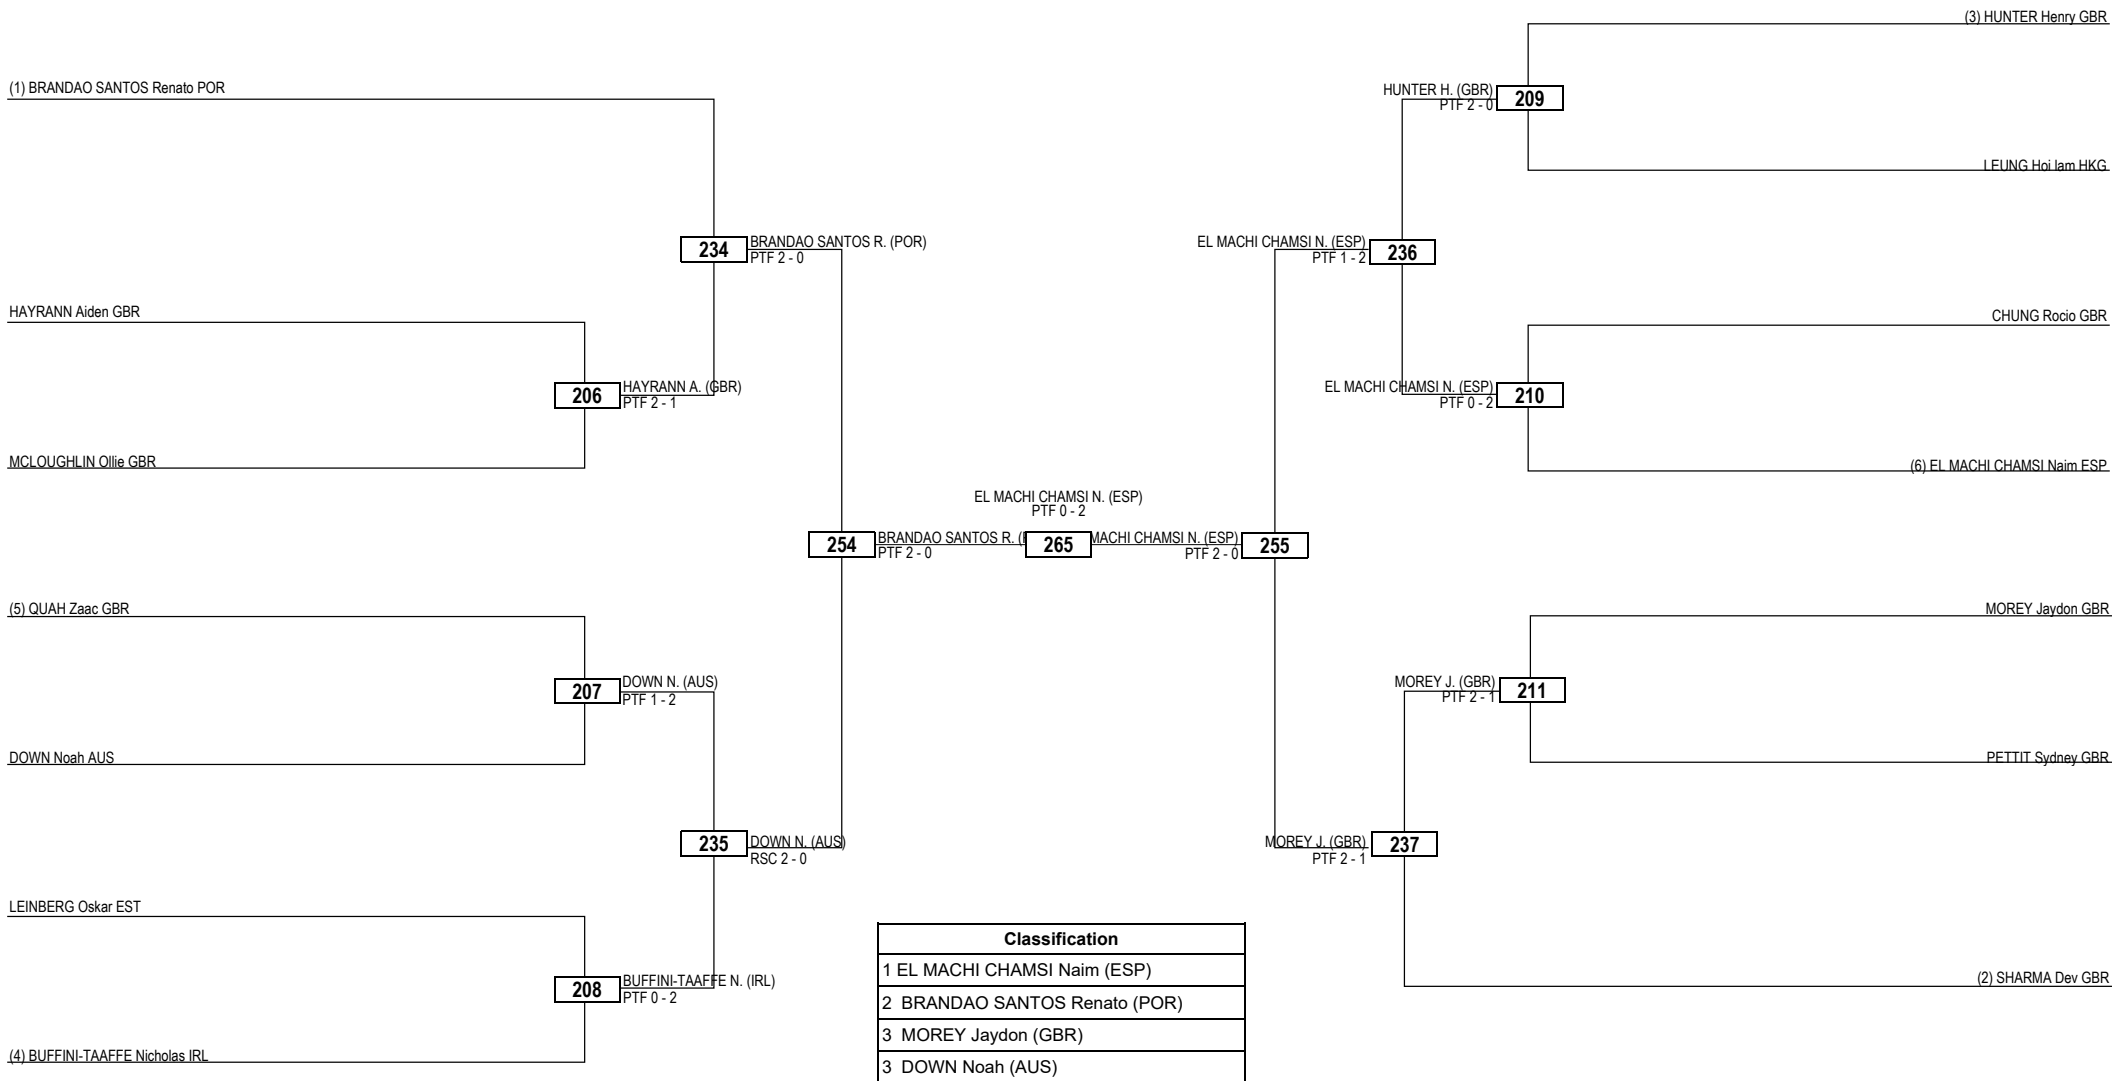 (3) HUNTER Henry GBR
(1) BRANDAO SANTOS Renato POR
HUNTER H. (GBR)
PTF 2 - 0
209
LEUNG Hoi lam HKG
234
BRANDAO SANTOS R. (POR)
PTF 2 - 0
EL MACHI CHAMSI N. (ESP)
PTF 1 - 2
236
HAYRANN Aiden GBR
CHUNG Rocio GBR
206
HAYRANN A. (GBR)
PTF 2 - 1
EL MACHI CHAMSI N. (ESP)
PTF 0 - 2
210
MCLOUGHLIN Ollie GBR
(6) EL MACHI CHAMSI Naim ESP
EL MACHI CHAMSI N. (ESP)
PTF 0 - 2
254
BRANDAO SANTOS R. (
PTF 2 - 0
265
MACHI CHAMSI N. (ESP)
PTF 2 - 0
255
(5) QUAH Zaac GBR
MOREY Jaydon GBR
207
DOWN N. (AUS)
PTF 1 - 2
MOREY J. (GBR)
PTF 2 - 1
211
DOWN Noah AUS
PETTIT Sydney GBR
235
DOWN N. (AUS)
RSC 2 - 0
MOREY J. (GBR)
PTF 2 - 1
237
LEINBERG Oskar EST
208
BUFFINI-TAAFFE N. (IRL)
PTF 0 - 2
(2) SHARMA Dev GBR
(4) BUFFINI-TAAFFE Nicholas IRL
Classification
1 EL MACHI CHAMSI Naim (ESP)
2 BRANDAO SANTOS Renato (POR)
3 MOREY Jaydon (GBR)
3 DOWN Noah (AUS)